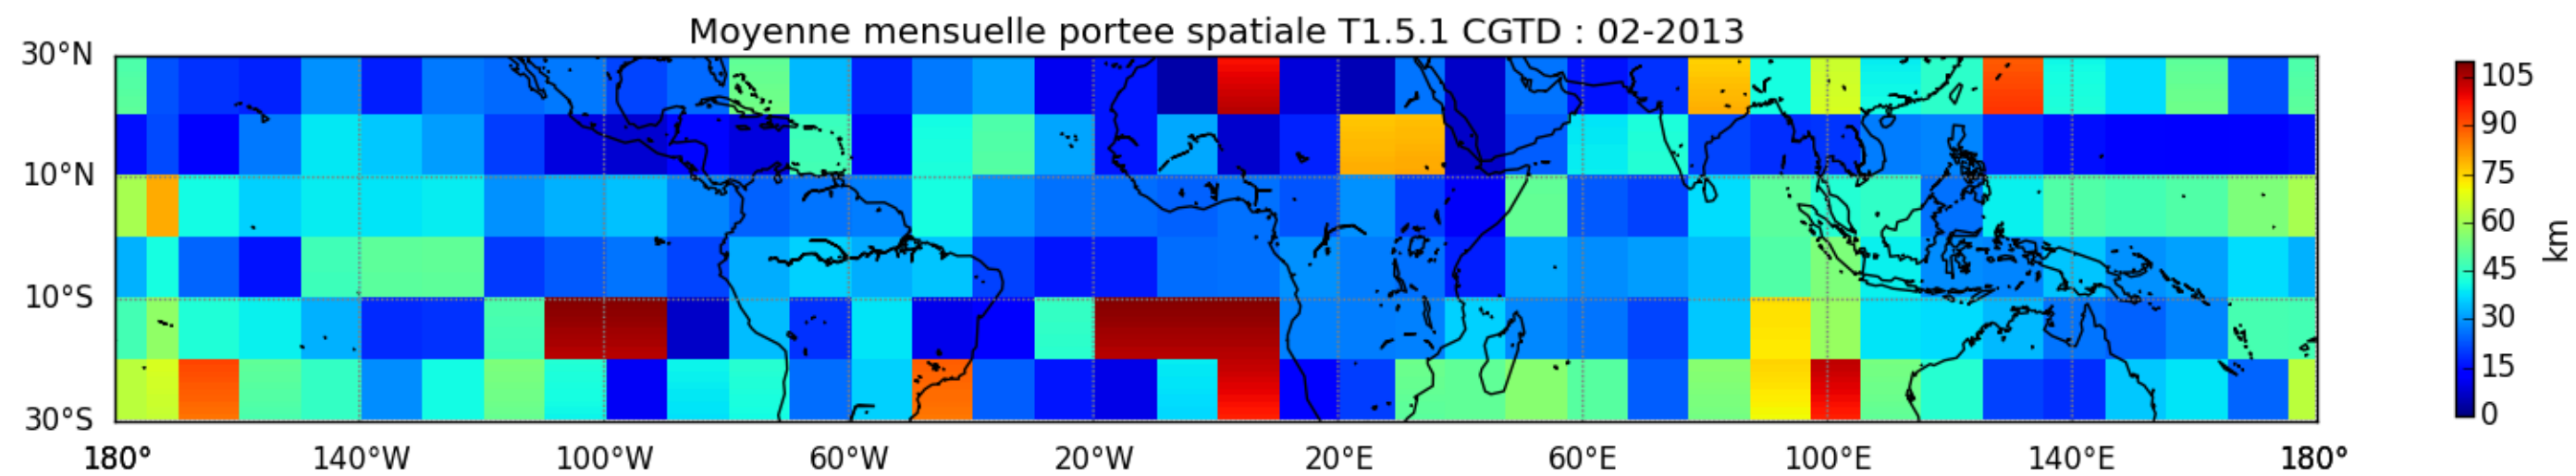 Moyenne mensuelle portee spatiale T1.5.1 CGTD : 02-2013
30°N
10°N
10°S
30°S
180° 140°W 100°W 60°W 20°W 20°E 60°E 100°E 140°E 180°
105
90
75
60
45
30
15
0
km